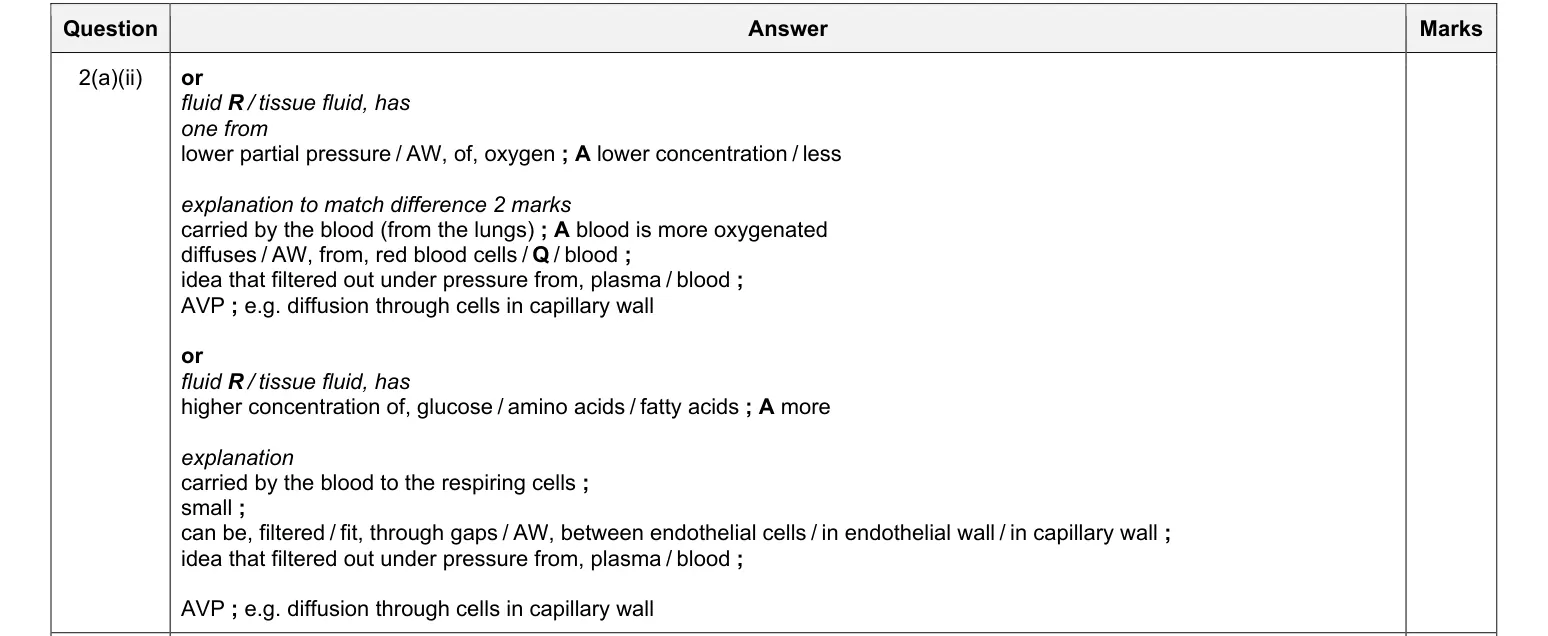 Question Answer Marks
2(a)(ii) or
fluid R / tissue fluid, has
one from
lower partial pressure / AW, of, oxygen ; A lower concentration / less
explanation to match difference 2 marks
carried by the blood (from the lungs) ; A blood is more oxygenated
diffuses / AW, from, red blood cells / Q / blood ;
idea that filtered out under pressure from, plasma / blood ;
AVP ; e.g. diffusion through cells in capillary wall
or
fluid R / tissue fluid, has
higher concentration of, glucose / amino acids / fatty acids ; A more
explanation
carried by the blood to the respiring cells ;
small ;
can be, filtered / fit, through gaps / AW, between endothelial cells / in endothelial wall / in capillary wall ;
idea that filtered out under pressure from, plasma / blood ;
AVP ; e.g. diffusion through cells in capillary wall